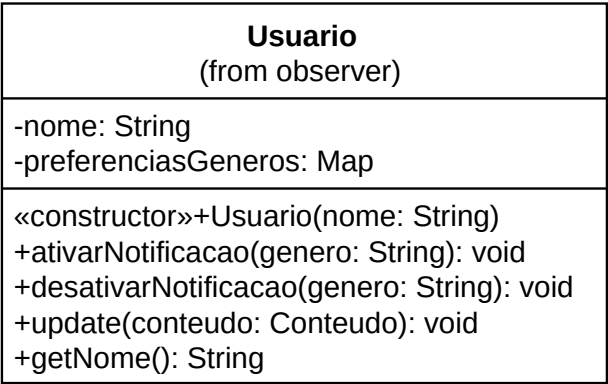 Usuario
(from observer)
-nome: String
-preferenciasGeneros: Map
«constructor»+Usuario(nome: String)
+ativarNotificacao(genero: String): void
+desativarNotificacao(genero: String): void
+update(conteudo: Conteudo): void
+getNome(): String